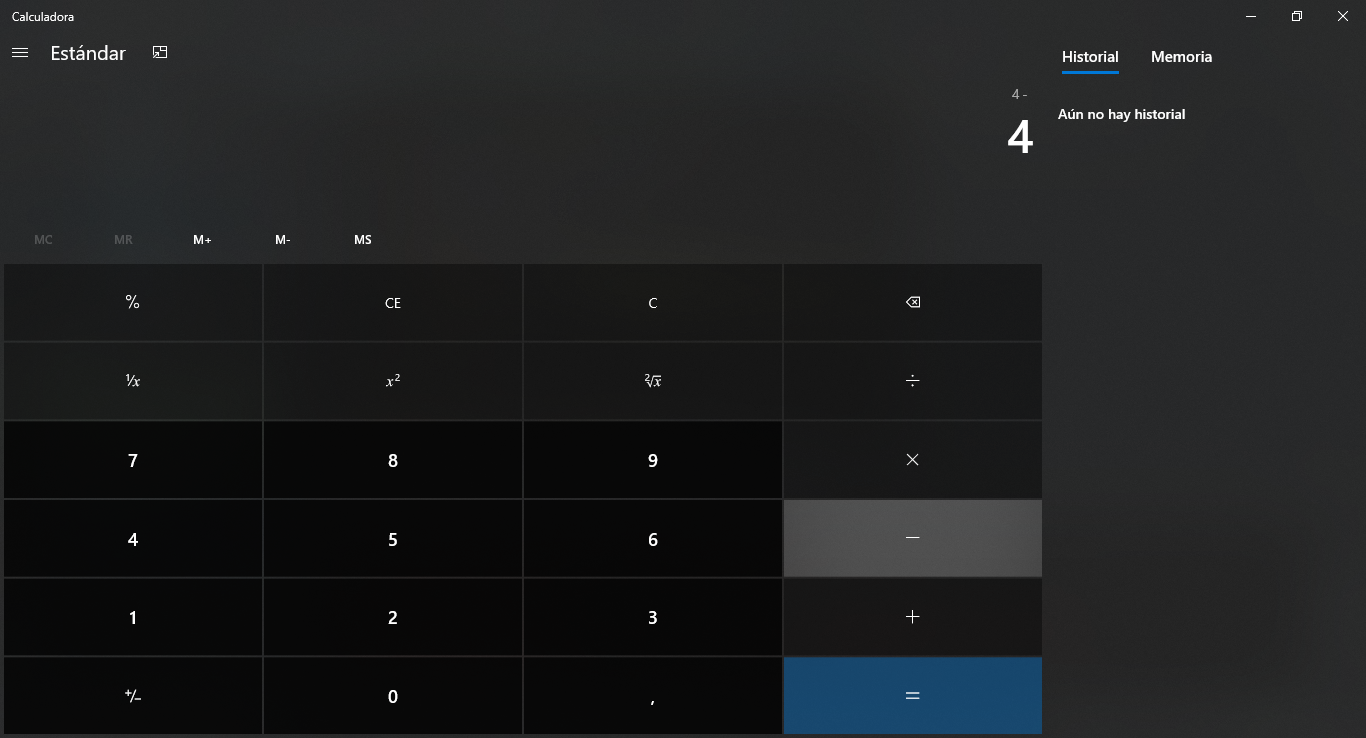 Calculadora
Estándar
Historial Memoria
4 -
4
Aún no hay historial
MC MR M+ M- MS
% CE C
¹/x x² ²√x ÷
7 8 9 ×
4 5 6 −
1 2 3 +
+/− 0 , =